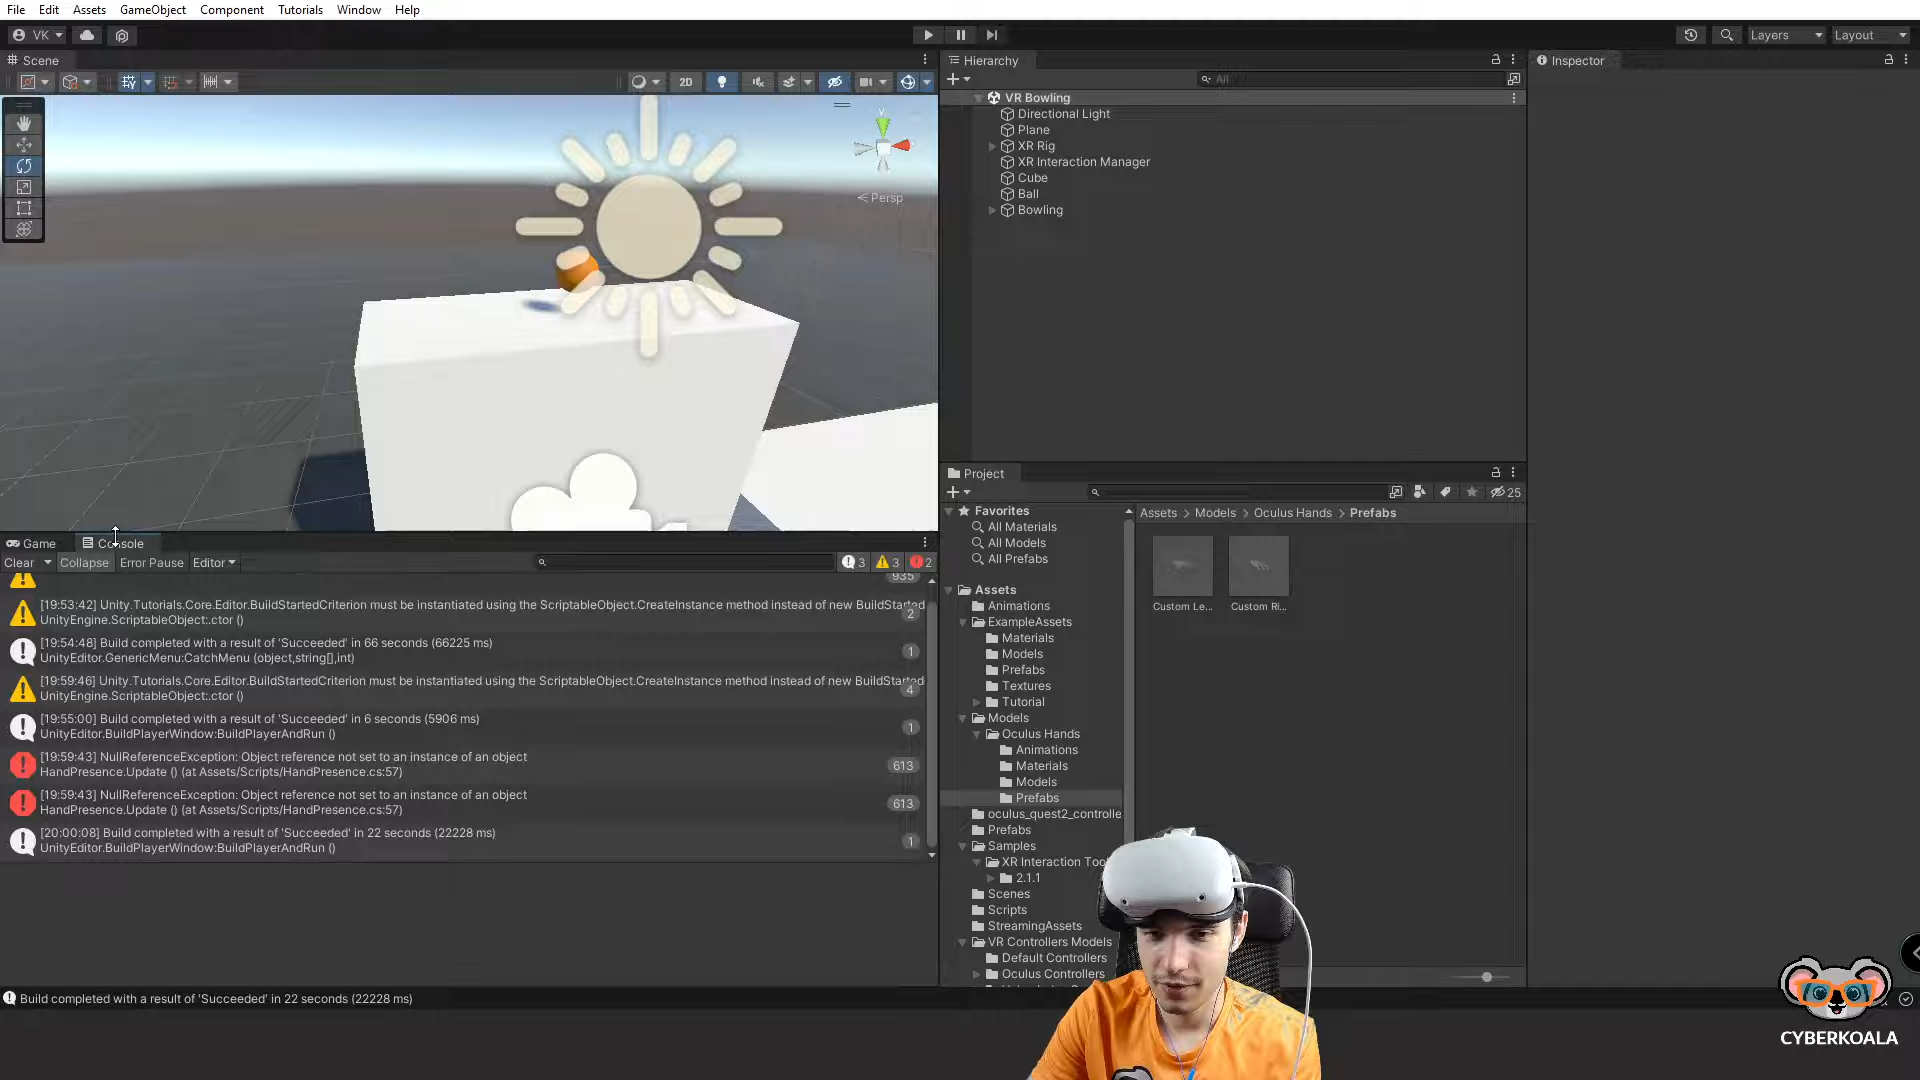 File Edit Assets GameObject Component Tutorials Window Help
VK
Layers
Layout
Scene
2D
y
Persp
Hierarchy
All
VR Bowling
Directional Light
Plane
XR Rig
XR Interaction Manager
Cube
Ball
Bowling
Inspector
Game
Console
Clear Collapse Error Pause Editor
3 3 2
935
[19:53:42] Unity.Tutorials.Core.Editor.BuildStartedCriterion must be instantiated using the ScriptableObject.CreateInstance method instead of new BuildStarted
UnityEngine.ScriptableObject:.ctor ()
2
[19:54:48] Build completed with a result of 'Succeeded' in 66 seconds (66225 ms)
UnityEditor.GenericMenu:CatchMenu (object,string[],int)
1
[19:59:46] Unity.Tutorials.Core.Editor.BuildStartedCriterion must be instantiated using the ScriptableObject.CreateInstance method instead of new BuildStarted
UnityEngine.ScriptableObject:.ctor ()
4
[19:55:00] Build completed with a result of 'Succeeded' in 6 seconds (5906 ms)
UnityEditor.BuildPlayerWindow:BuildPlayerAndRun ()
1
[19:59:43] NullReferenceException: Object reference not set to an instance of an object
HandPresence.Update () (at Assets/Scripts/HandPresence.cs:57)
613
[19:59:43] NullReferenceException: Object reference not set to an instance of an object
HandPresence.Update () (at Assets/Scripts/HandPresence.cs:57)
613
[20:00:08] Build completed with a result of 'Succeeded' in 22 seconds (22228 ms)
UnityEditor.BuildPlayerWindow:BuildPlayerAndRun ()
1
Build completed with a result of 'Succeeded' in 22 seconds (22228 ms)
Project
25
Favorites
All Materials
All Models
All Prefabs
Assets
Animations
ExampleAssets
Materials
Models
Prefabs
Textures
Tutorial
Models
Oculus Hands
Animations
Materials
Models
Prefabs
oculus_quest2_controlle
Prefabs
Samples
XR Interaction Too
2.1.1
Scenes
Scripts
StreamingAssets
VR Controllers Models
Default Controllers
Oculus Controllers
Assets > Models > Oculus Hands > Prefabs
Custom Le... Custom Ri...
CYBERKOALA